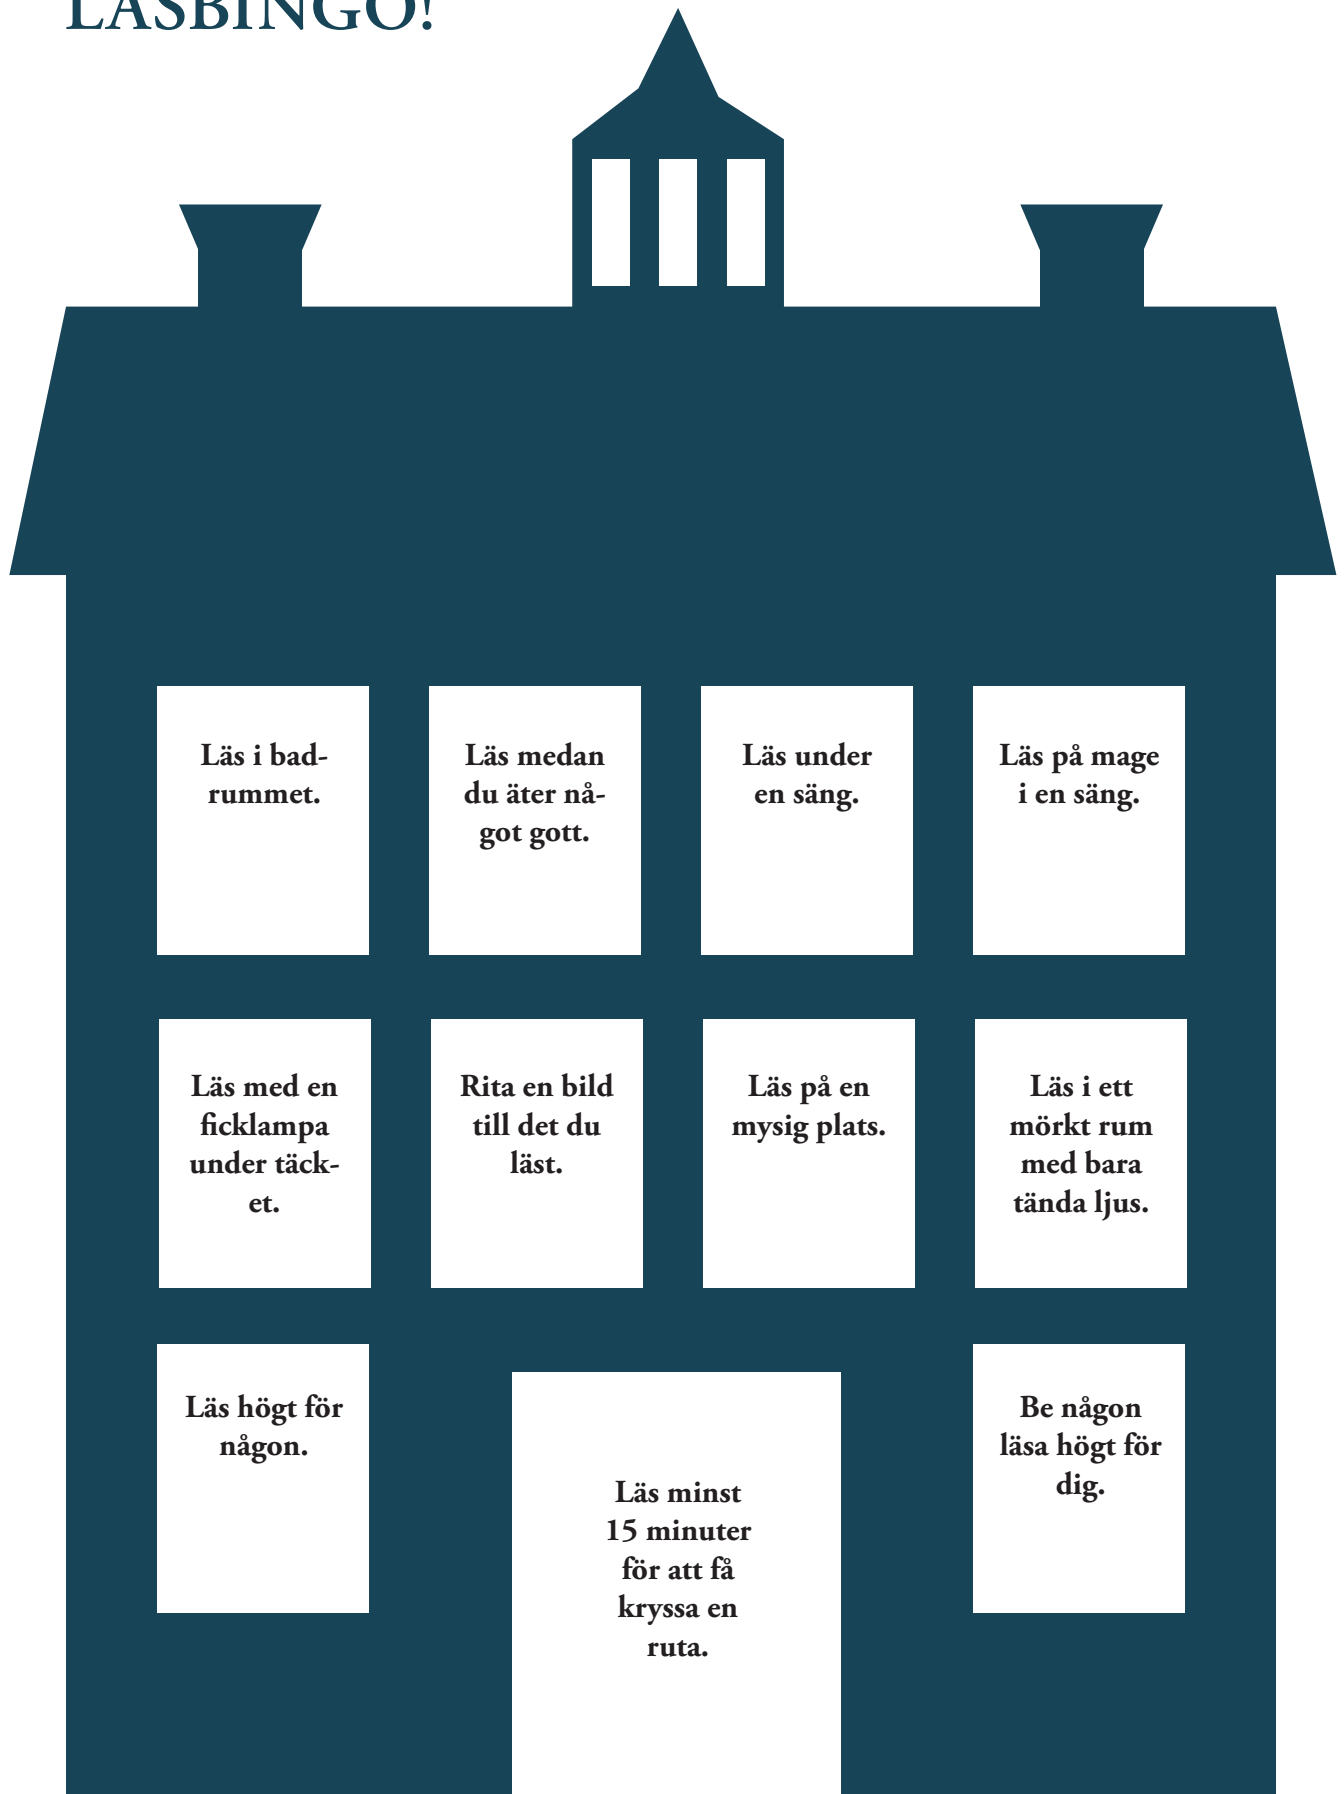 LÄSBINGO!
Läs i bad-
rummet.
Läs medan
du äter nå-
got gott.
Läs under
en säng.
Läs på mage
i en säng.
Läs med en
ficklampa
under täck-
et.
Rita en bild
till det du
läst.
Läs på en
mysig plats.
Läs i ett
mörkt rum
med bara
tända ljus.
Läs högt för
någon.
Läs minst
15 minuter
för att få
kryssa en
ruta.
Be någon
läsa högt för
dig.